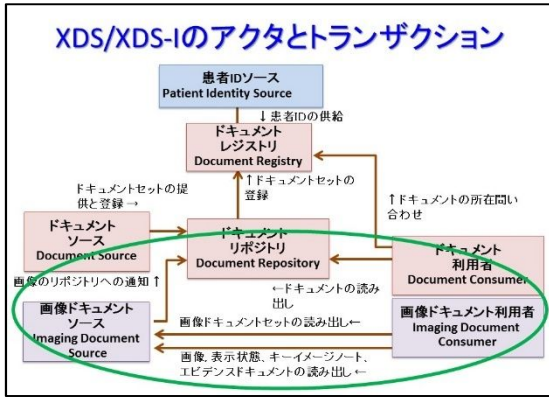 XDS/XDS-Iのアクタとトランザクション
患者IDソース
Patient Identity Source
↓患者IDの供給
ドキュメント
レジストリ
Document Registry
ドキュメントセットの提
供と登録 →
↑ドキュメントセットの
登録
↑ドキュメントの所在問い
合わせ
ドキュメント
ソース
Document Source
ドキュメント
リポジトリ
Document Repository
ドキュメント
利用者
Document Consumer
画像のリポジトリへの通知↑
←ドキュメントの読み
出し
画像ドキュメント
ソース
Imaging Document
Source
画像ドキュメントセットの読み出し←
画像ドキュメント利用者
Imaging Document
Consumer
画像、表示状態、キーイメージノート、
エビデンスドキュメントの読み出し←